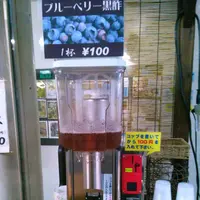 ブルーベリー黒酢
1杯 ¥100
コップを置いて
から100円を
入れて下さい。